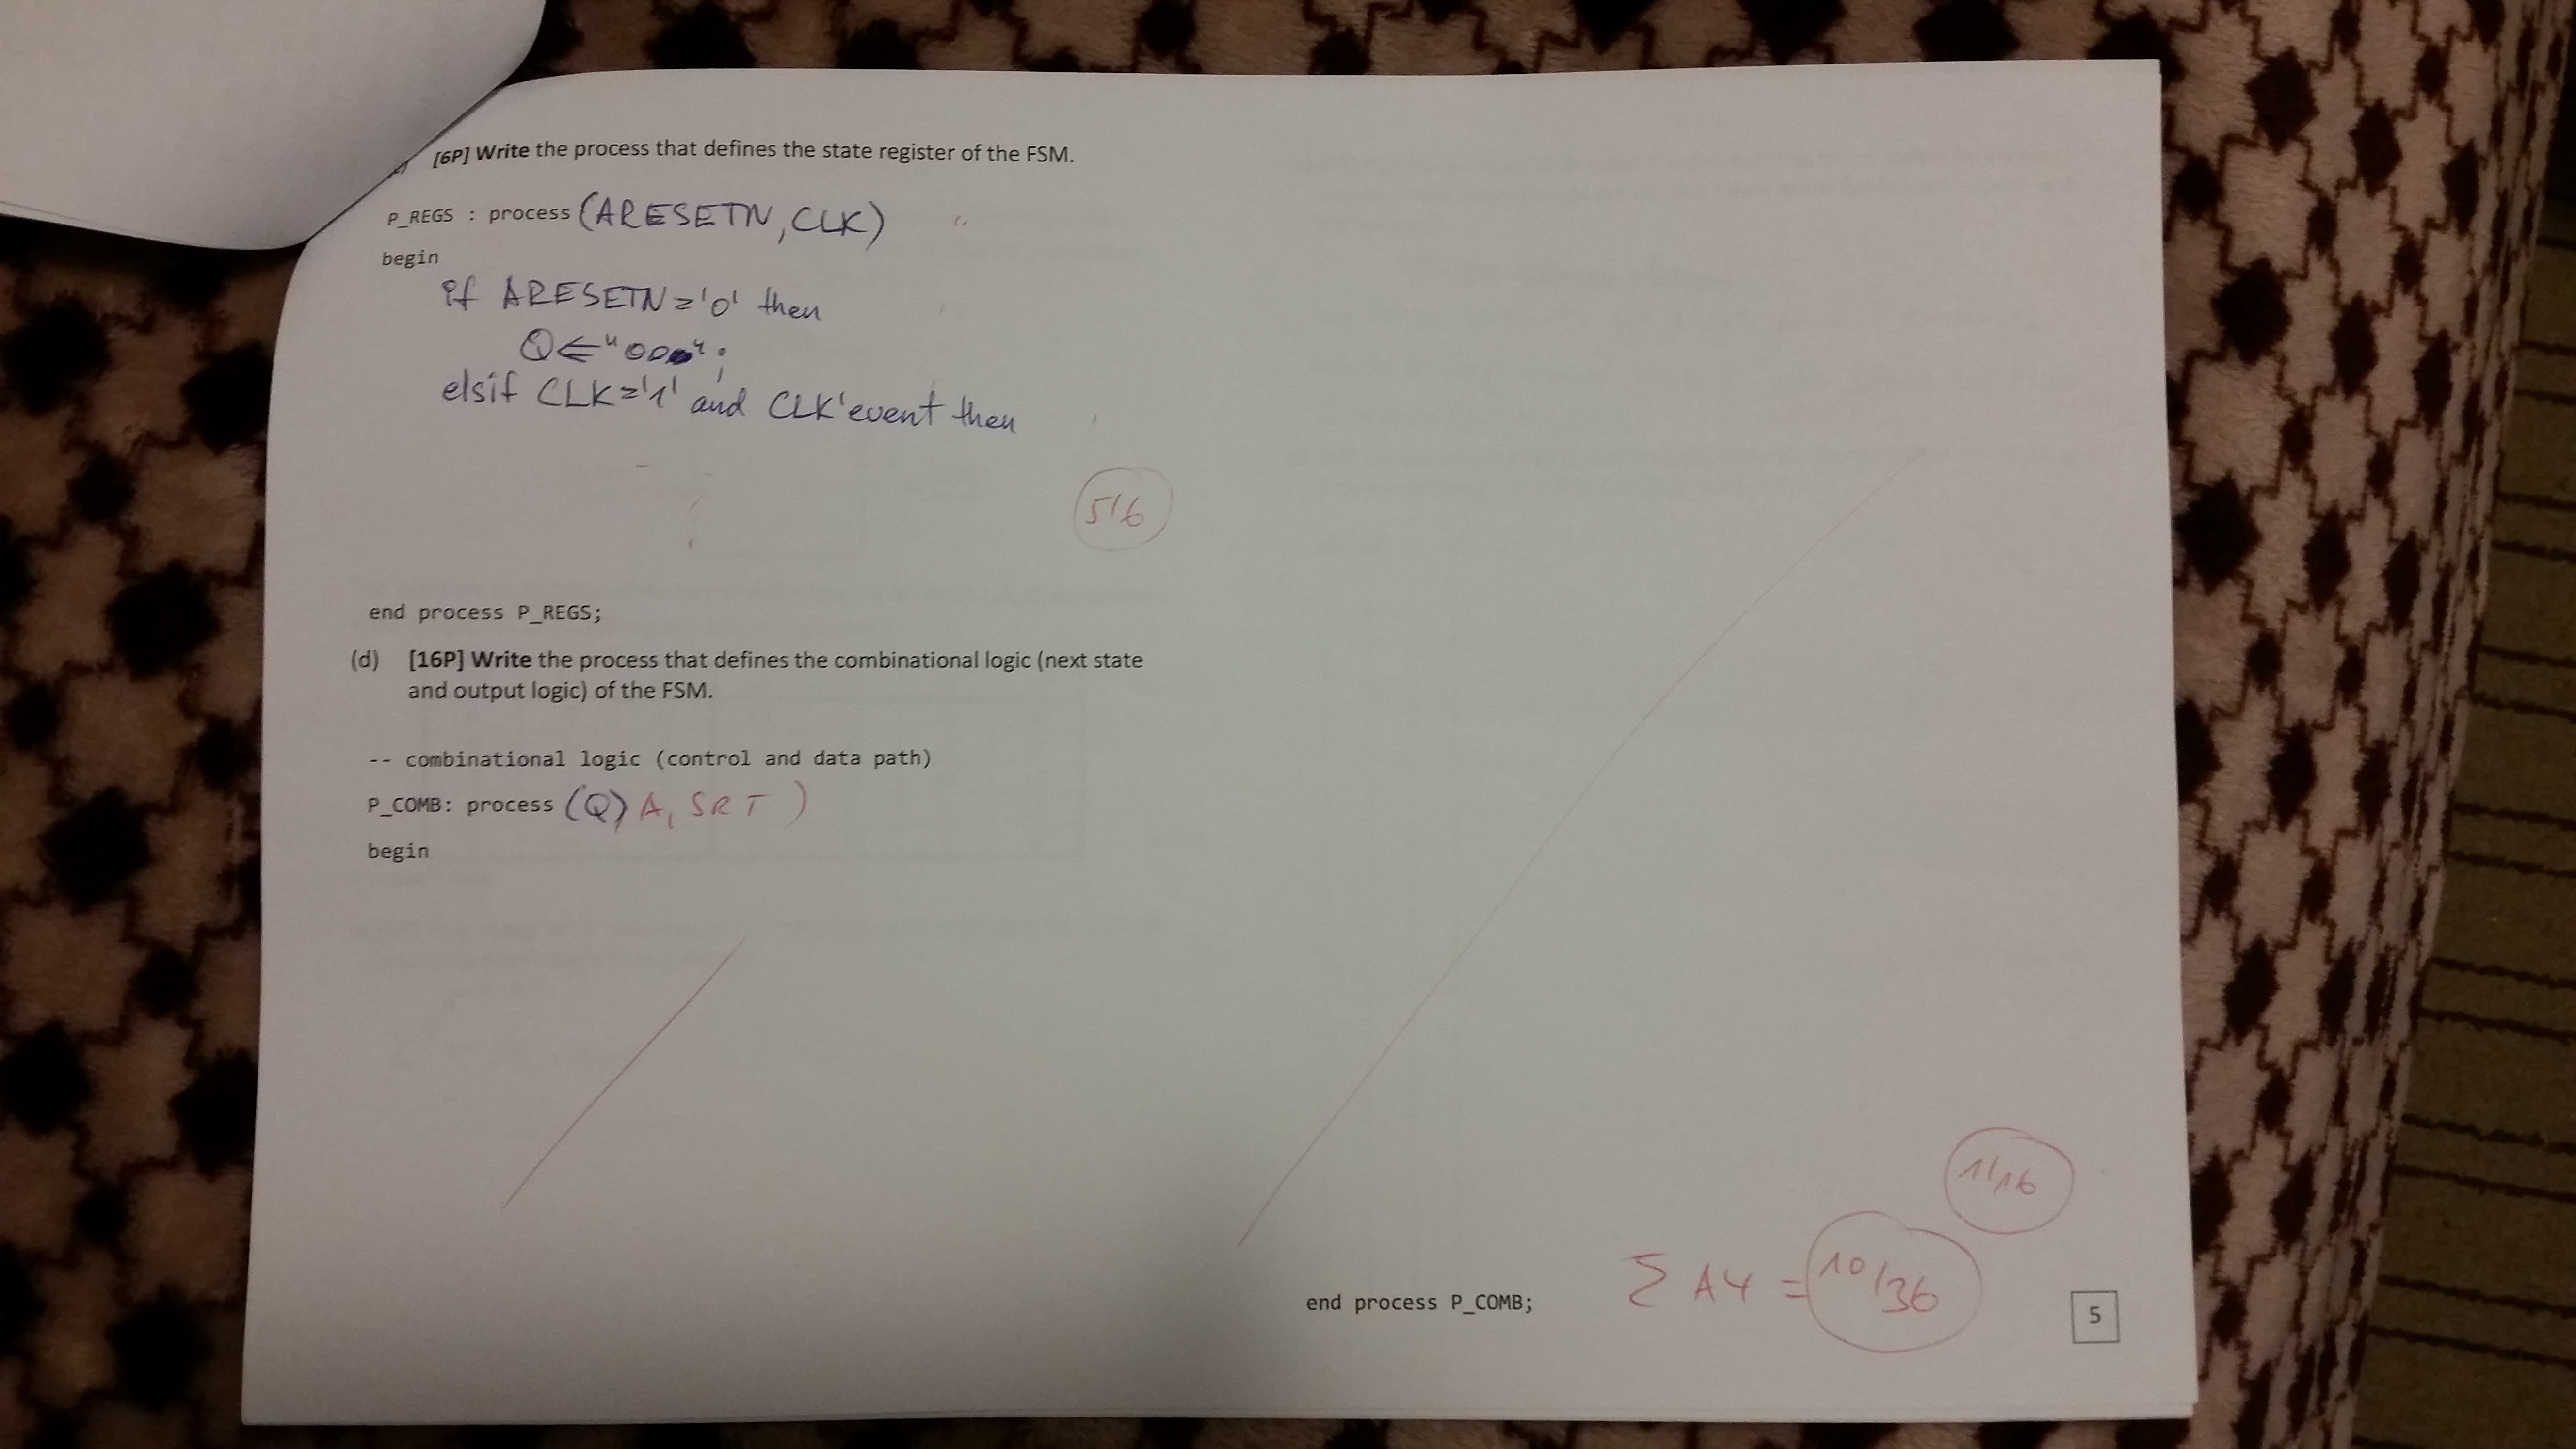 [6P] Write the process that defines the state register of the FSM.
P_REGS : process (ARESETN, CLK)
begin
if ARESETN='0' then
Q <= "00";
elsif CLK='1' and CLK'event then
5/6
end process P_REGS;
(d) [16P] Write the process that defines the combinational logic (next state
and output logic) of the FSM.
-- combinational logic (control and data path)
P_COMB: process (Q) A, SRT )
begin
1/16
end process P_COMB;
Σ A4 = 10/36
5